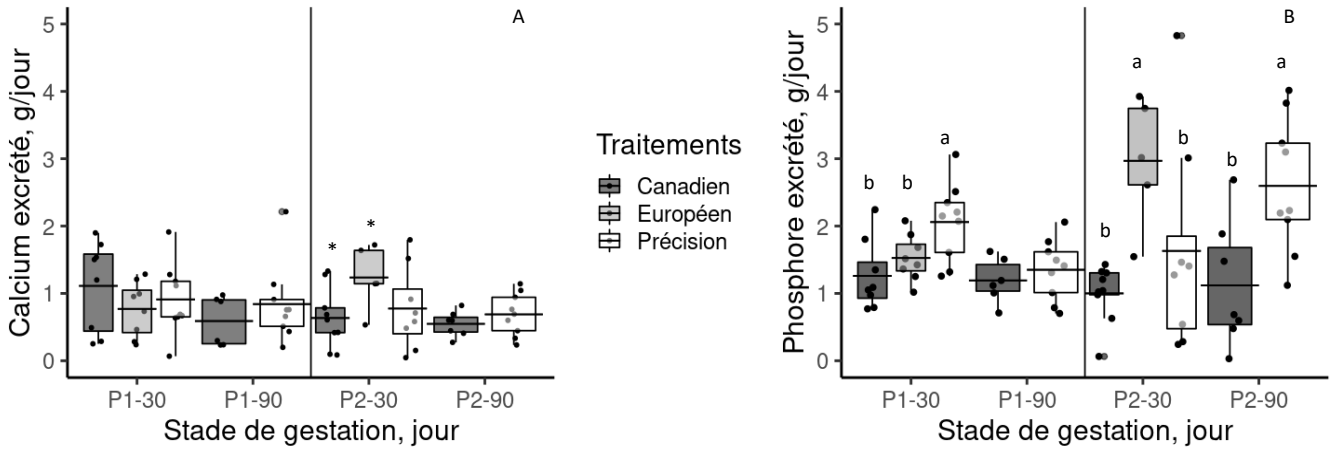 A
Calcium excrété, g/jour
5
4
3
2
1
0
* *
P1-30 P1-90 P2-30 P2-90
Stade de gestation, jour
Traitements
Canadien
Européen
Précision
B
Phosphore excrété, g/jour
5
4
3
2
1
0
b b a b a b b a
P1-30 P1-90 P2-30 P2-90
Stade de gestation, jour